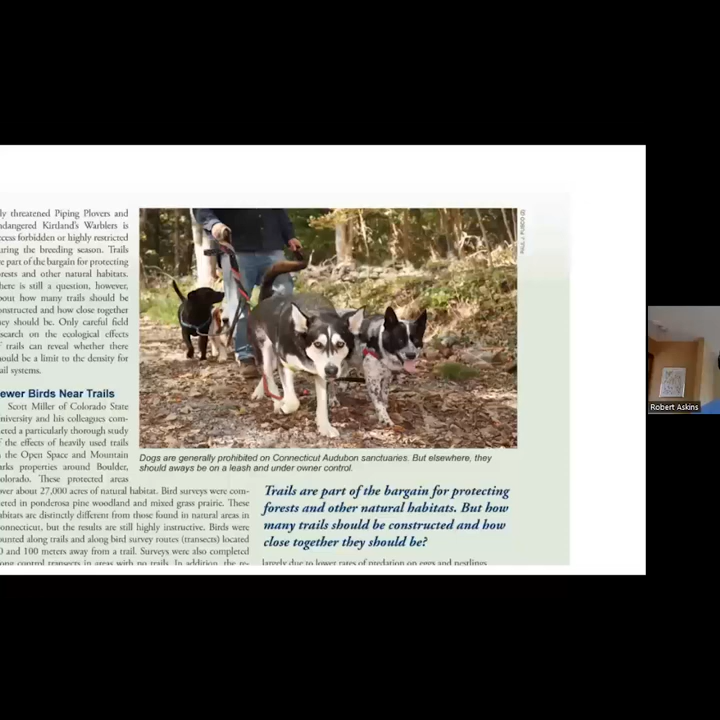 ly threatened Piping Plovers and
ndangered Kirtland's Warblers is
cess forbidden or highly restricted
uring the breeding season. Trails
e part of the bargain for protecting
rests and other natural habitats.
here is still a question, however,
bout how many trails should be
onstructed and how close together
ey should be. Only careful field
search on the ecological effects
f trails can reveal whether there
ould be a limit to the density for
ail systems.
ewer Birds Near Trails
Scott Miller of Colorado State
niversity and his colleagues com-
eted a particularly thorough study
f the effects of heavily used trails
the Open Space and Mountain
rks properties around Boulder,
olorado. These protected areas
ver about 27,000 acres of natural habitat. Bird surveys were com-
eted in ponderosa pine woodland and mixed grass prairie. These
abitats are distinctly different from those found in natural areas in
onnecticut, but the results are still highly instructive. Birds were
ounted along trails and along bird survey routes (transects) located
0 and 100 meters away from a trail. Surveys were also completed
ong control transects in areas with no trails. In addition, the re-
Dogs are generally prohibited on Connecticut Audubon sanctuaries. But elsewhere, they
should aways be on a leash and under owner control.
Trails are part of the bargain for protecting
forests and other natural habitats. But how
many trails should be constructed and how
close together they should be?
largely due to lower rates of predation on eggs and nestlings
Robert Askins